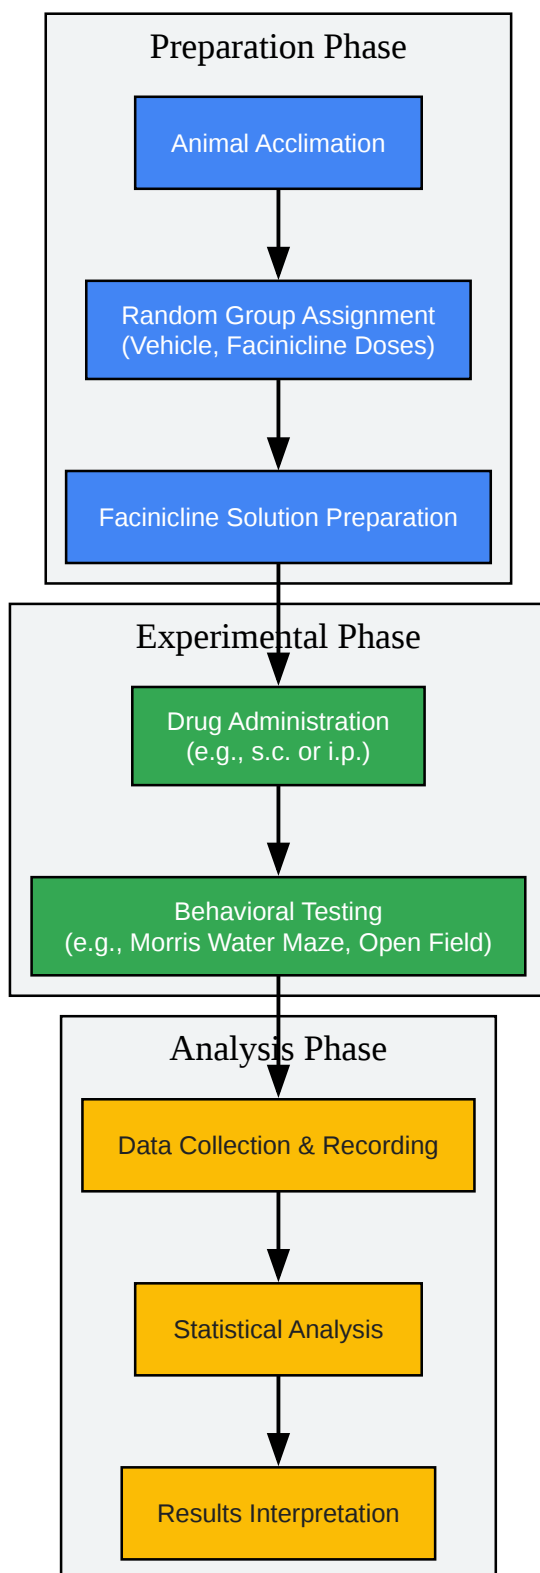 Preparation Phase
Animal Acclimation
Random Group Assignment
(Vehicle, Facinicline Doses)
Facinicline Solution Preparation
Experimental Phase
Drug Administration
(e.g., s.c. or i.p.)
Behavioral Testing
(e.g., Morris Water Maze, Open Field)
Analysis Phase
Data Collection & Recording
Statistical Analysis
Results Interpretation